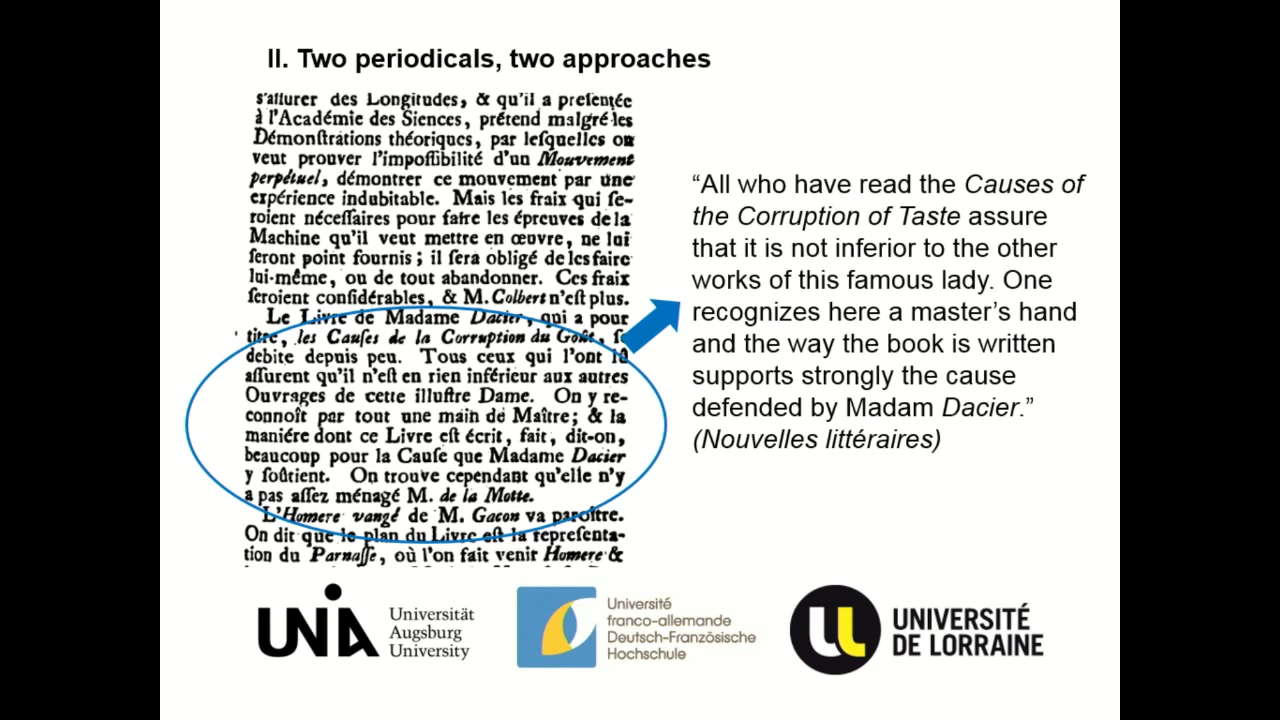 II. Two periodicals, two approaches
s'aſſurer des Longitudes, & qu'il a preſentée
à l'Académie des Siences, prétend malgré les
Démonſtrations théoriques, par leſquelles on
veut prouver l'impoſſibilité d'un Mouvement
perpétuel, démontrer ce mouvement par une
expérience indubitable. Mais les fraix qui ſe-
roient néceſſaires pour faire les épreuves de la
Machine qu'il veut mettre en œuvre, ne lui
ſeront point fournis; il ſera obligé de les faire
lui-même, ou de tout abandonner. Ces fraix
ſeroient conſidérables, & M. Colbert n'eſt plus.
Le Livre de Madame Dacier, qui a pour
titre, les Cauſes de la Corruption du Goût, ſe
debite depuis peu. Tous ceux qui l'ont lû
aſſurent qu'il n'eſt en rien inférieur aux autres
Ouvrages de cette illuſtre Dame. On y re-
connoît par tout une main de Maître; & la
maniére dont ce Livre eſt écrit, fait, dit-on,
beaucoup pour la Cauſe que Madame Dacier
y ſoûtient. On trouve cependant qu'elle n'y
a pas aſſez ménagé M. de la Motte.
L'Homere vangé de M. Gacon va paroître.
On dit que le plan du Livre eſt la repreſenta-
tion du Parnaſſe, où l'on fait venir Homere &
“All who have read the Causes of
the Corruption of Taste assure
that it is not inferior to the other
works of this famous lady. One
recognizes here a master’s hand
and the way the book is written
supports strongly the cause
defended by Madam Dacier.”
(Nouvelles littéraires)
UNIA
Universität
Augsburg
University
Université
franco-allemande
Deutsch-Französische
Hochschule
UL
UNIVERSITÉ
DE LORRAINE